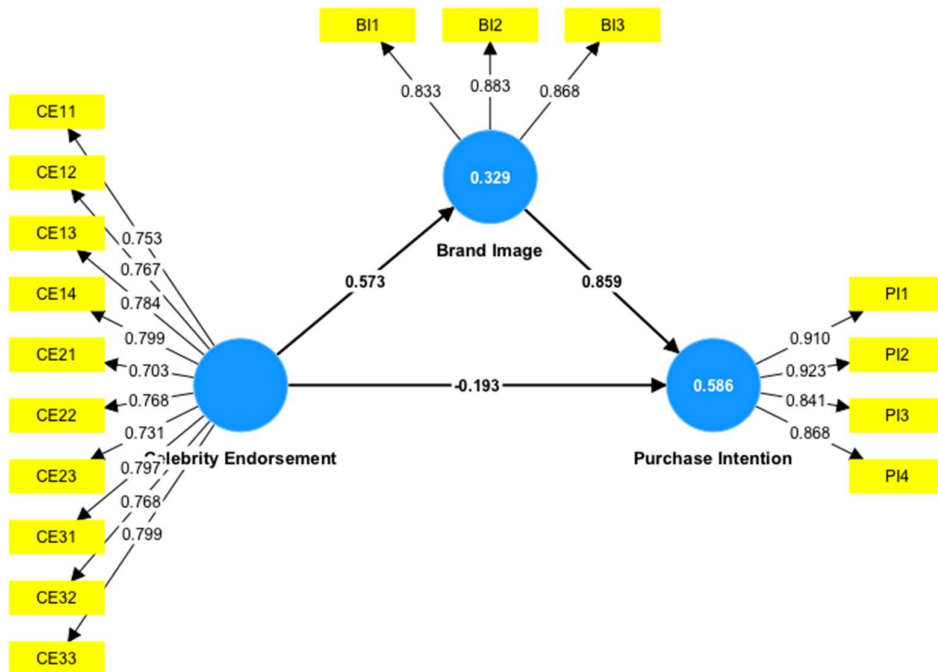 BI1
BI2
BI3
0.833
0.883
0.868
CE11
CE12
CE13
CE14
CE21
CE22
CE23
CE31
CE32
CE33
0.753
0.767
0.784
0.799
0.703
0.768
0.731
0.797
0.768
0.799
0.329
Brand Image
0.573
0.859
-0.193
Celebrity Endorsement
0.586
Purchase Intention
0.910
0.923
0.841
0.868
PI1
PI2
PI3
PI4